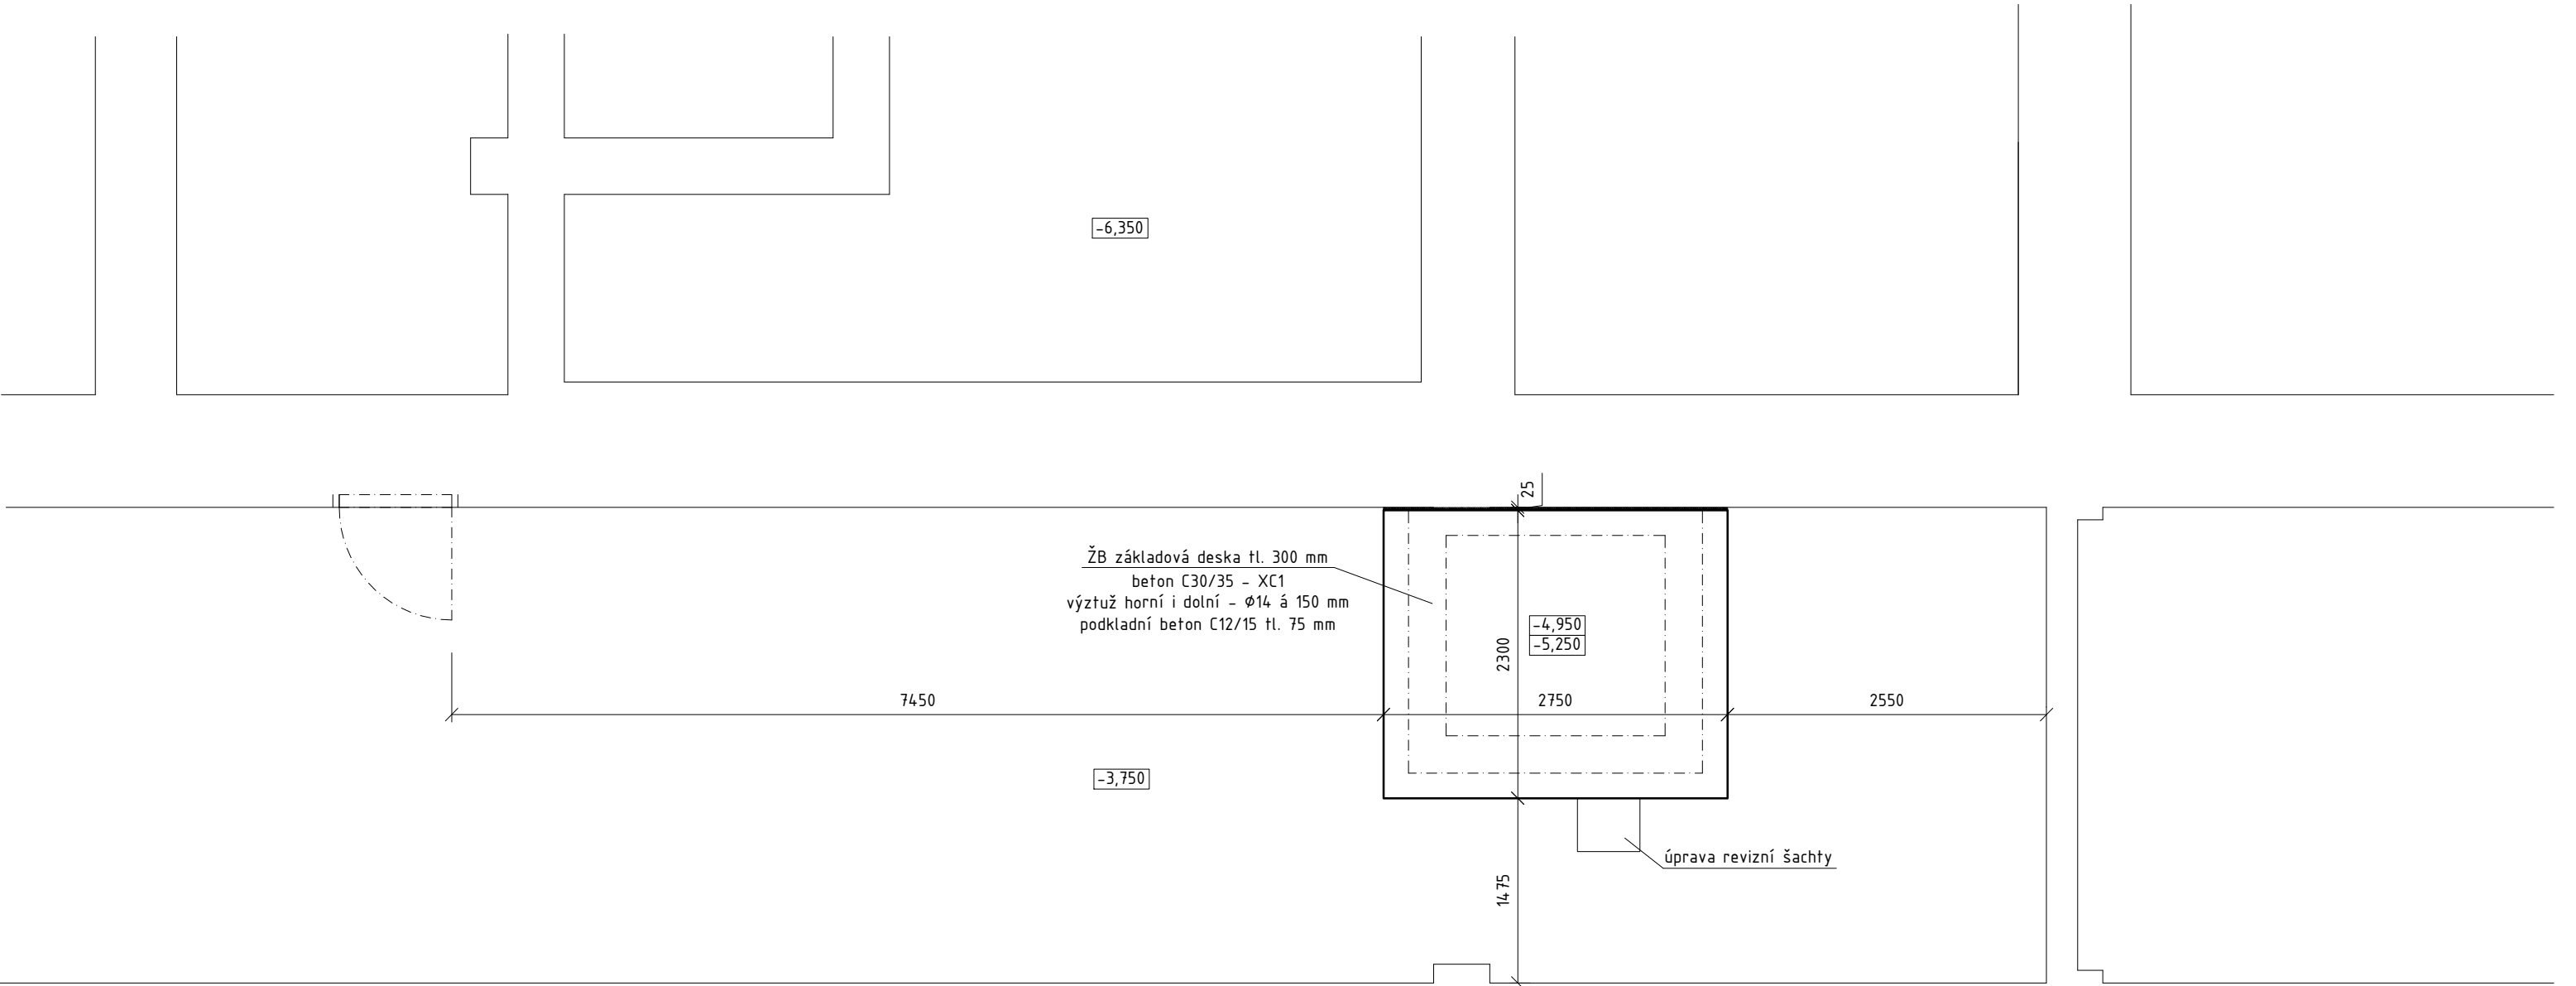 -6,350
25
ŽB základová deska tl. 300 mm
beton C30/35 - XC1
výztuž horní i dolní - Ø14 á 150 mm
podkladní beton C12/15 tl. 75 mm
-4,950
-5,250
2300
7450
2750
2550
-3,750
úprava revizní šachty
1475